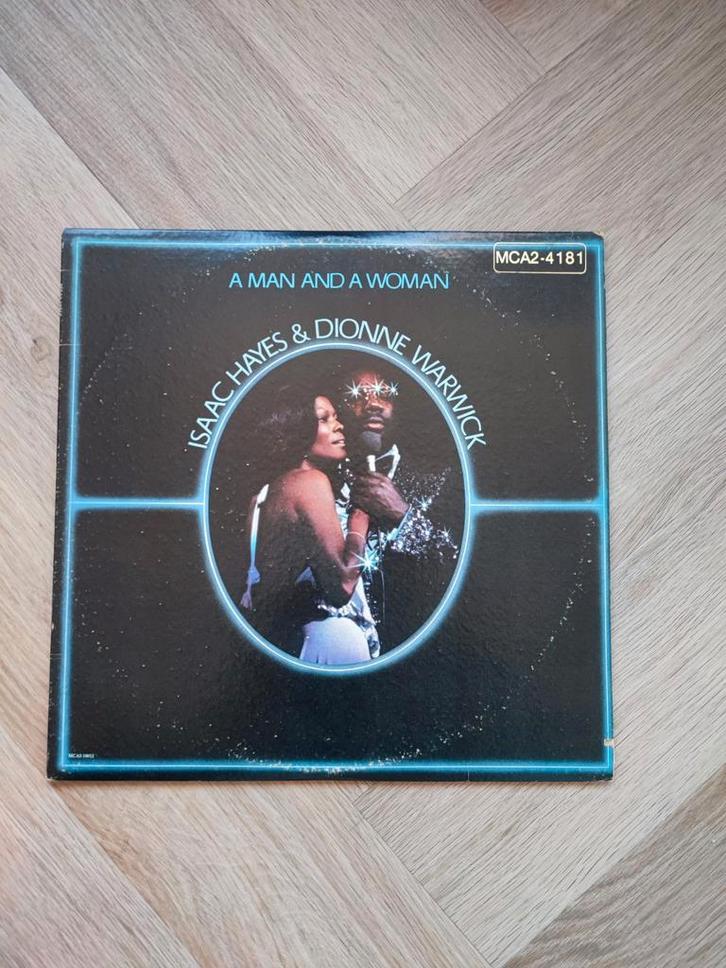 MCA2-4181
A MAN AND A WOMAN
ISAAC HAYES & DIONNE WARWICK